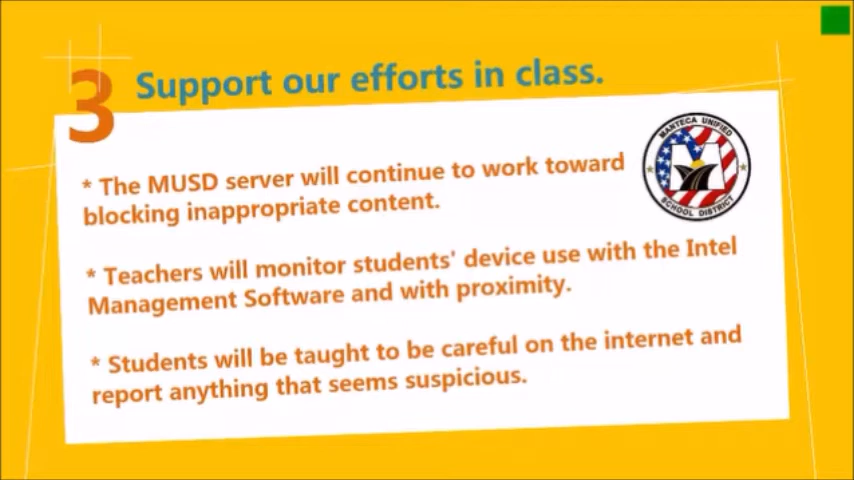 3
Support our efforts in class.
* The MUSD server will continue to work toward
blocking inappropriate content.
MANTECA UNIFIED
SCHOOL DISTRICT
* Teachers will monitor students' device use with the Intel
Management Software and with proximity.
* Students will be taught to be careful on the internet and
report anything that seems suspicious.